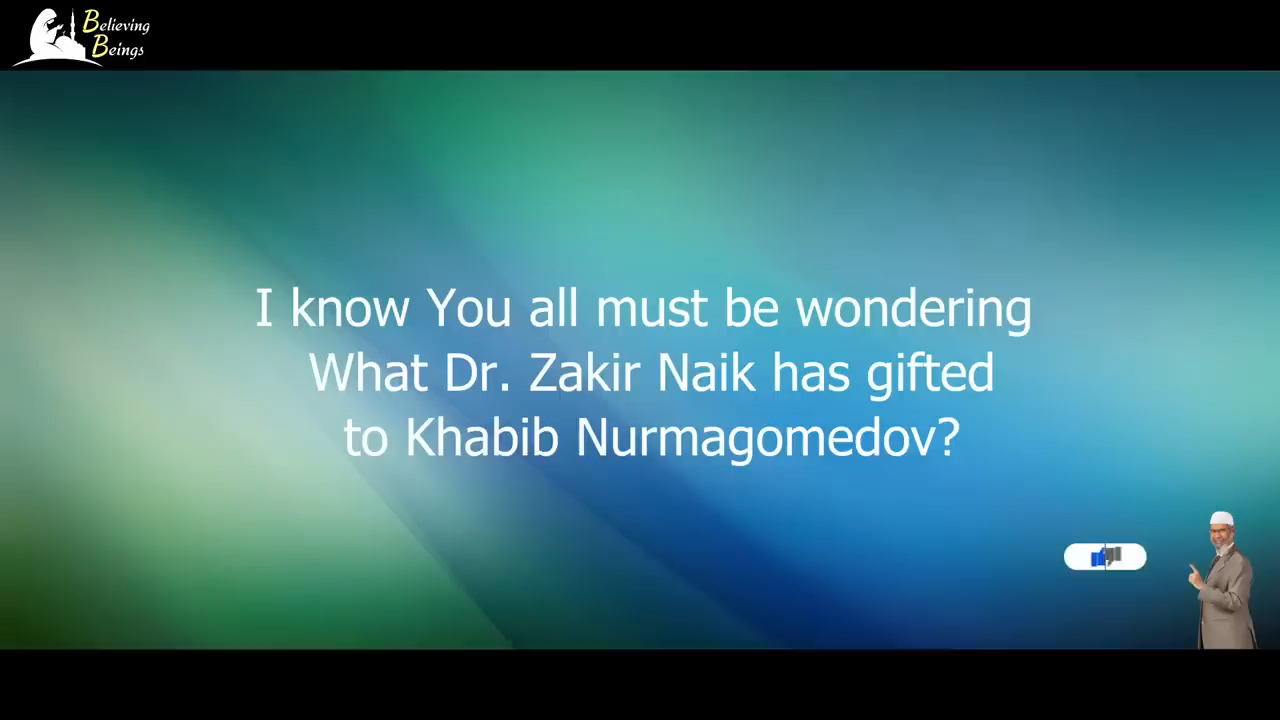 Believing
Beings
I know You all must be wondering
What Dr. Zakir Naik has gifted
to Khabib Nurmagomedov?